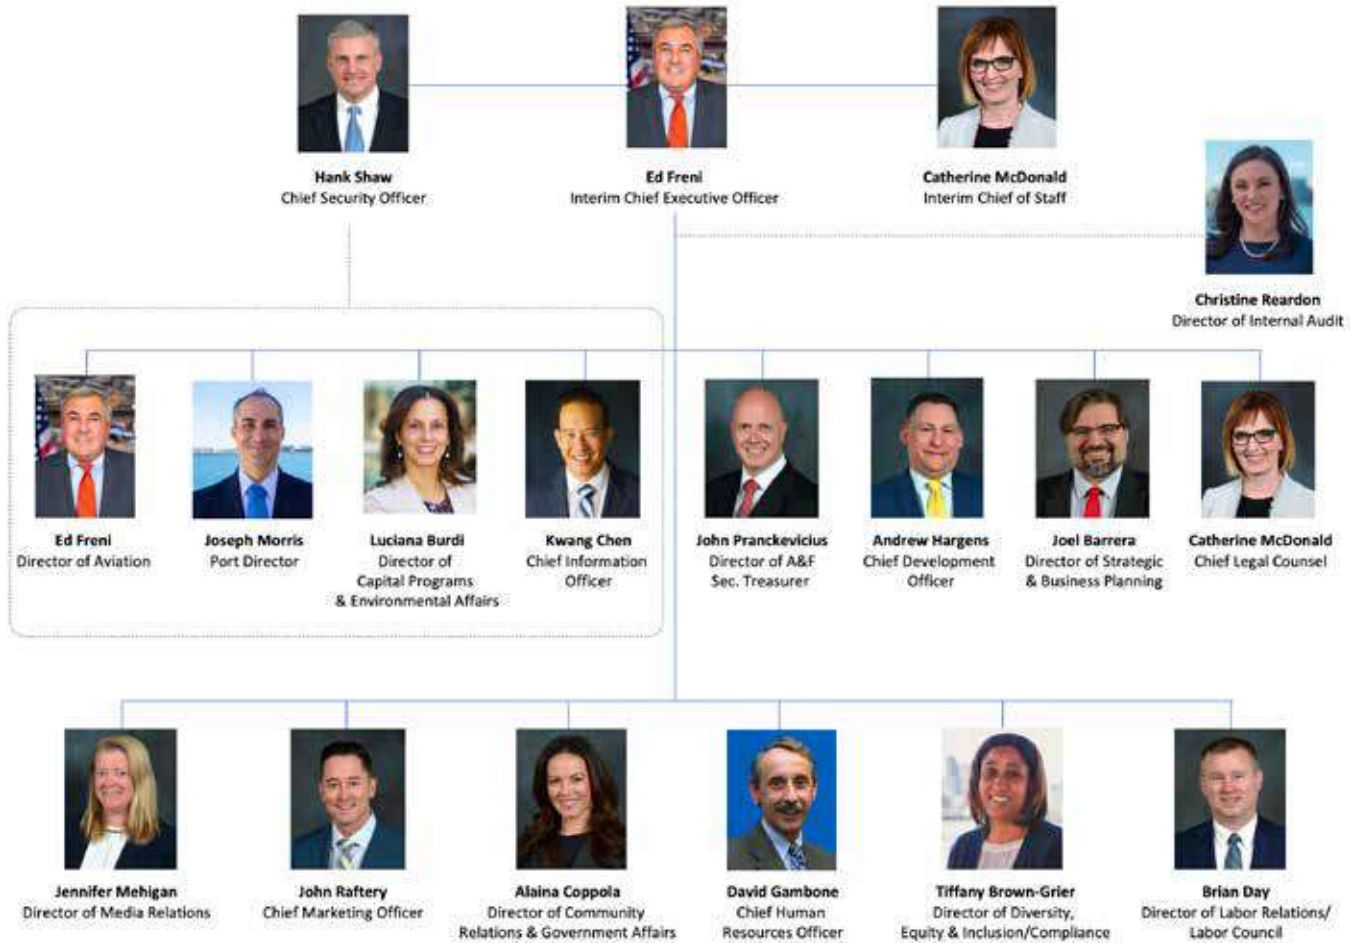 Hank Shaw
Chief Security Officer
Ed Freni
Interim Chief Executive Officer
Catherine McDonald
Interim Chief of Staff
Christine Reardon
Director of Internal Audit
Ed Freni
Director of Aviation
Joseph Morris
Port Director
Luciana Burdi
Director of
Capital Programs
& Environmental Affairs
Kwang Chen
Chief Information
Officer
John Pranckevicius
Director of A&F
Sec. Treasurer
Andrew Hargens
Chief Development
Officer
Joel Barrera
Director of Strategic
& Business Planning
Catherine McDonald
Chief Legal Counsel
Jennifer Mehigan
Director of Media Relations
John Raftery
Chief Marketing Officer
Alaina Coppola
Director of Community
Relations & Government Affairs
David Gambone
Chief Human
Resources Officer
Tiffany Brown-Grier
Director of Diversity,
Equity & Inclusion/Compliance
Brian Day
Director of Labor Relations/
Labor Council